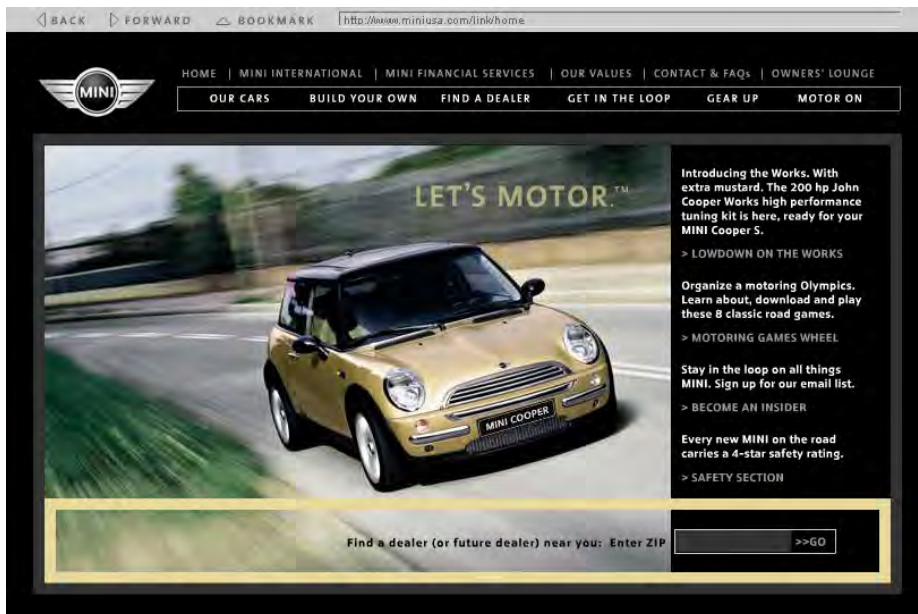 BACK FORWARD BOOKMARK http://www.miniusa.com/link/home
HOME | MINI INTERNATIONAL | MINI FINANCIAL SERVICES | OUR VALUES | CONTACT & FAQs | OWNERS' LOUNGE
MINI
OUR CARS BUILD YOUR OWN FIND A DEALER GET IN THE LOOP GEAR UP MOTOR ON
LET'S MOTOR.™
Introducing the Works. With
extra mustard. The 200 hp John
Cooper Works high performance
tuning kit is here, ready for your
MINI Cooper S.
> LOWDOWN ON THE WORKS
Organize a motoring Olympics.
Learn about, download and play
these 8 classic road games.
> MOTORING GAMES WHEEL
Stay in the loop on all things
MINI. Sign up for our email list.
> BECOME AN INSIDER
Every new MINI on the road
carries a 4-star safety rating.
> SAFETY SECTION
MINI COOPER
Find a dealer (or future dealer) near you: Enter ZIP >>GO